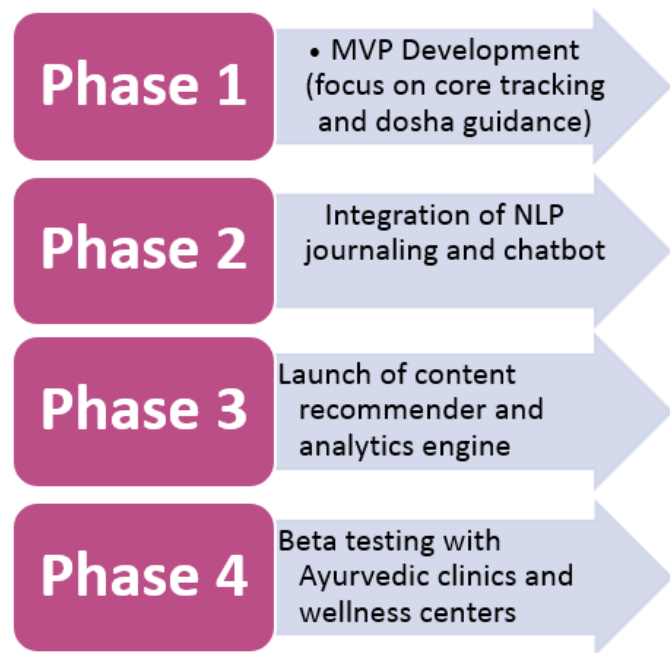 Phase 1
• MVP Development
(focus on core tracking
and dosha guidance)
Phase 2
Integration of NLP
journaling and chatbot
Phase 3
Launch of content
recommender and
analytics engine
Phase 4
Beta testing with
Ayurvedic clinics and
wellness centers